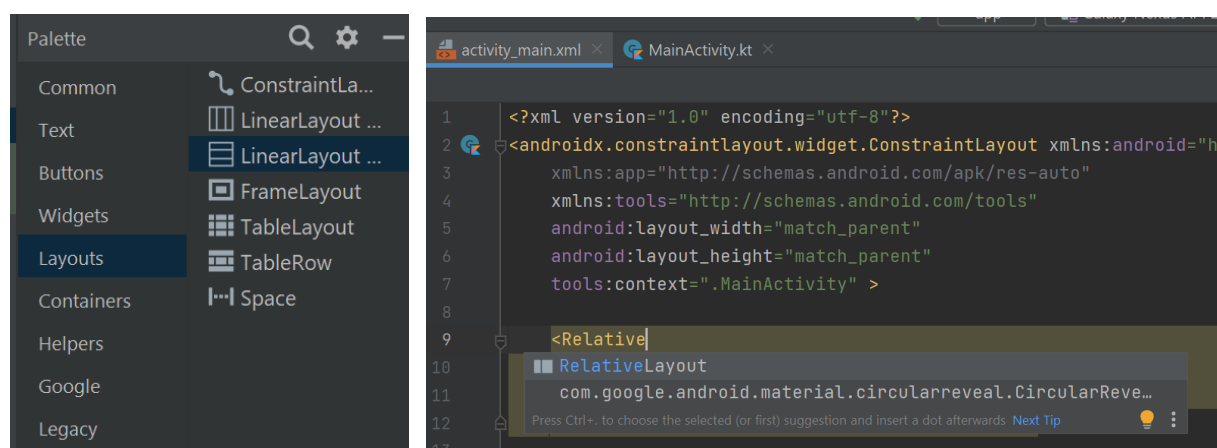 Palette
Common
Text
Buttons
Widgets
Layouts
Containers
Helpers
Google
Legacy
ConstraintLa...
LinearLayout ...
LinearLayout ...
FrameLayout
TableLayout
TableRow
Space
app
activity_main.xml
MainActivity.kt
1 <?xml version="1.0" encoding="utf-8"?>
2 <androidx.constraintlayout.widget.ConstraintLayout xmlns:android="h
3 xmlns:app="http://schemas.android.com/apk/res-auto"
4 xmlns:tools="http://schemas.android.com/tools"
5 android:layout_width="match_parent"
6 android:layout_height="match_parent"
7 tools:context=".MainActivity" >
8
9 <Relative
10 RelativeLayout
11 com.google.android.material.circularreveal.CircularReve…
12 Press Ctrl+. to choose the selected (or first) suggestion and insert a dot afterwards Next Tip